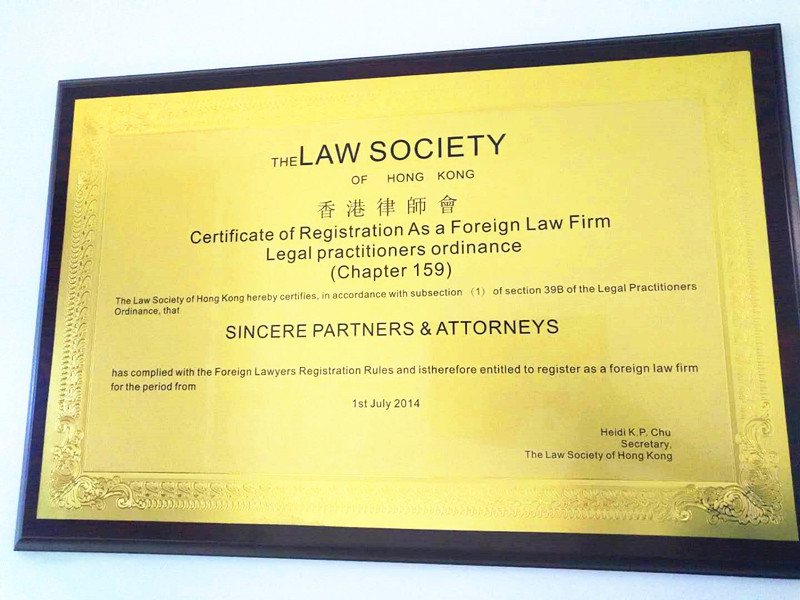 THE LAW SOCIETY
OF HONG KONG
香港律師會
Certificate of Registration As a Foreign Law Firm
Legal practitioners ordinance
(Chapter 159)
The Law Society of Hong Kong hereby certifies, in accordance with subsection （1） of section 39B of the Legal Practitioners
Ordinance, that
SINCERE PARTNERS & ATTORNEYS
has complied with the Foreign Lawyers Registration Rules and istherefore entitled to register as a foreign law firm
for the period from
1st July 2014
Heidi K.P. Chu
Secretary,
The Law Society of Hong Kong